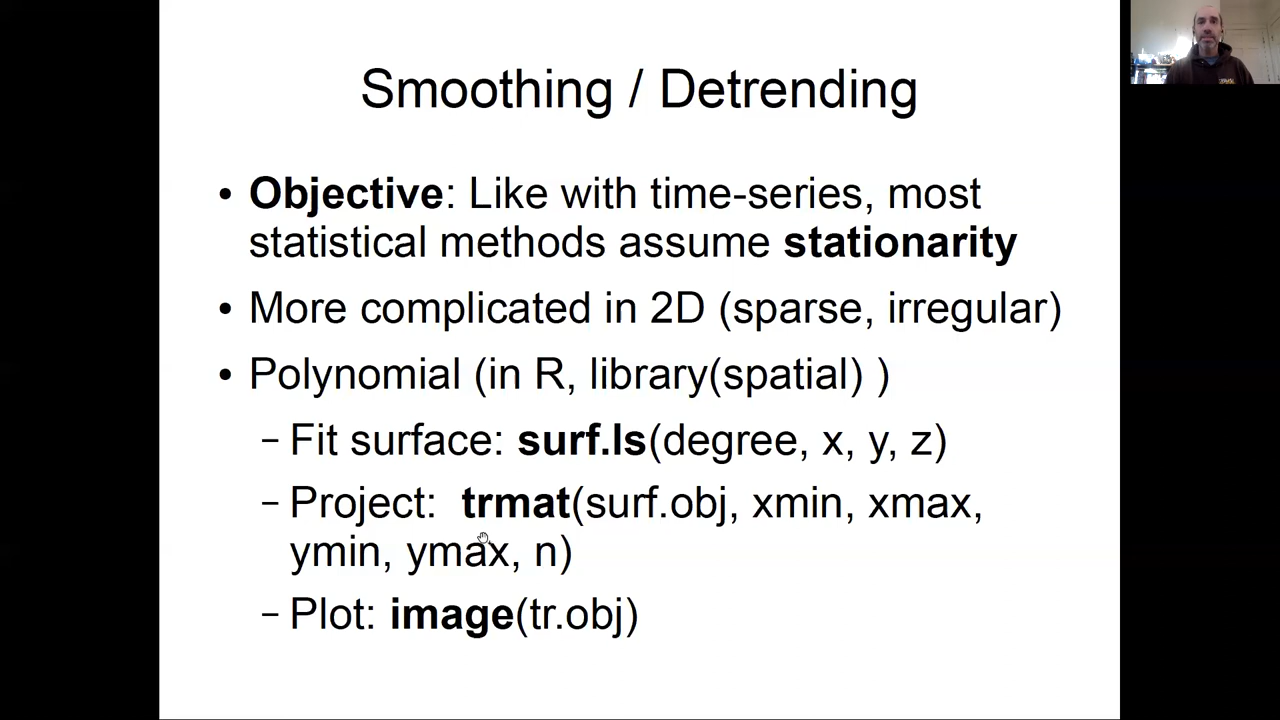 Smoothing / Detrending
• Objective: Like with time-series, most
statistical methods assume stationarity
• More complicated in 2D (sparse, irregular)
• Polynomial (in R, library(spatial) )
– Fit surface: surf.ls(degree, x, y, z)
– Project:  trmat(surf.obj, xmin, xmax,
ymin, ymax, n)
– Plot: image(tr.obj)